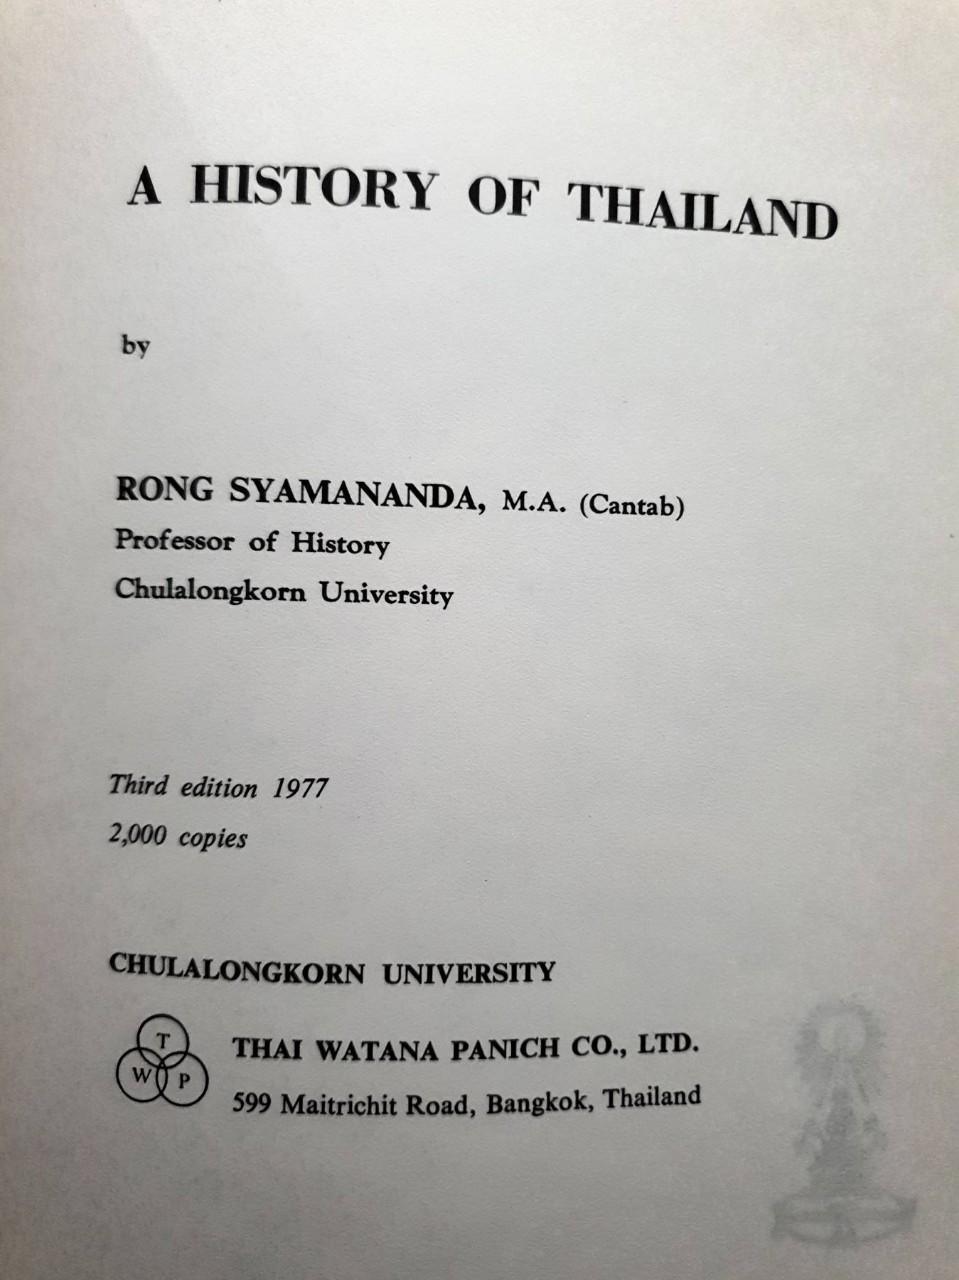 A HISTORY OF THAILAND
by
RONG SYAMANANDA, M.A. (Cantab)
Professor of History
Chulalongkorn University
Third edition 1977
2,000 copies
CHULALONGKORN UNIVERSITY
T
W P
THAI WATANA PANICH CO., LTD.
599 Maitrichit Road, Bangkok, Thailand